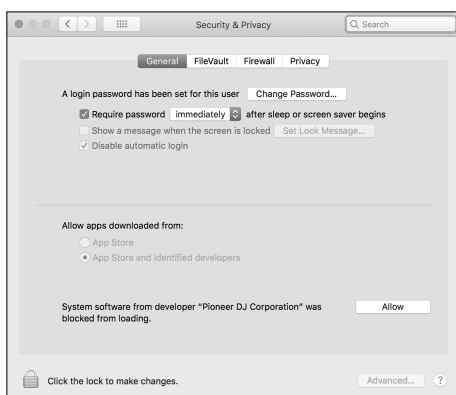 Security & Privacy
Search
General FileVault Firewall Privacy
A login password has been set for this user Change Password...
Require password immediately after sleep or screen saver begins
Show a message when the screen is locked Set Lock Message...
Disable automatic login
Allow apps downloaded from:
App Store
App Store and identified developers
System software from developer “Pioneer DJ Corporation” was Allow
blocked from loading.
Click the lock to make changes. Advanced... ?